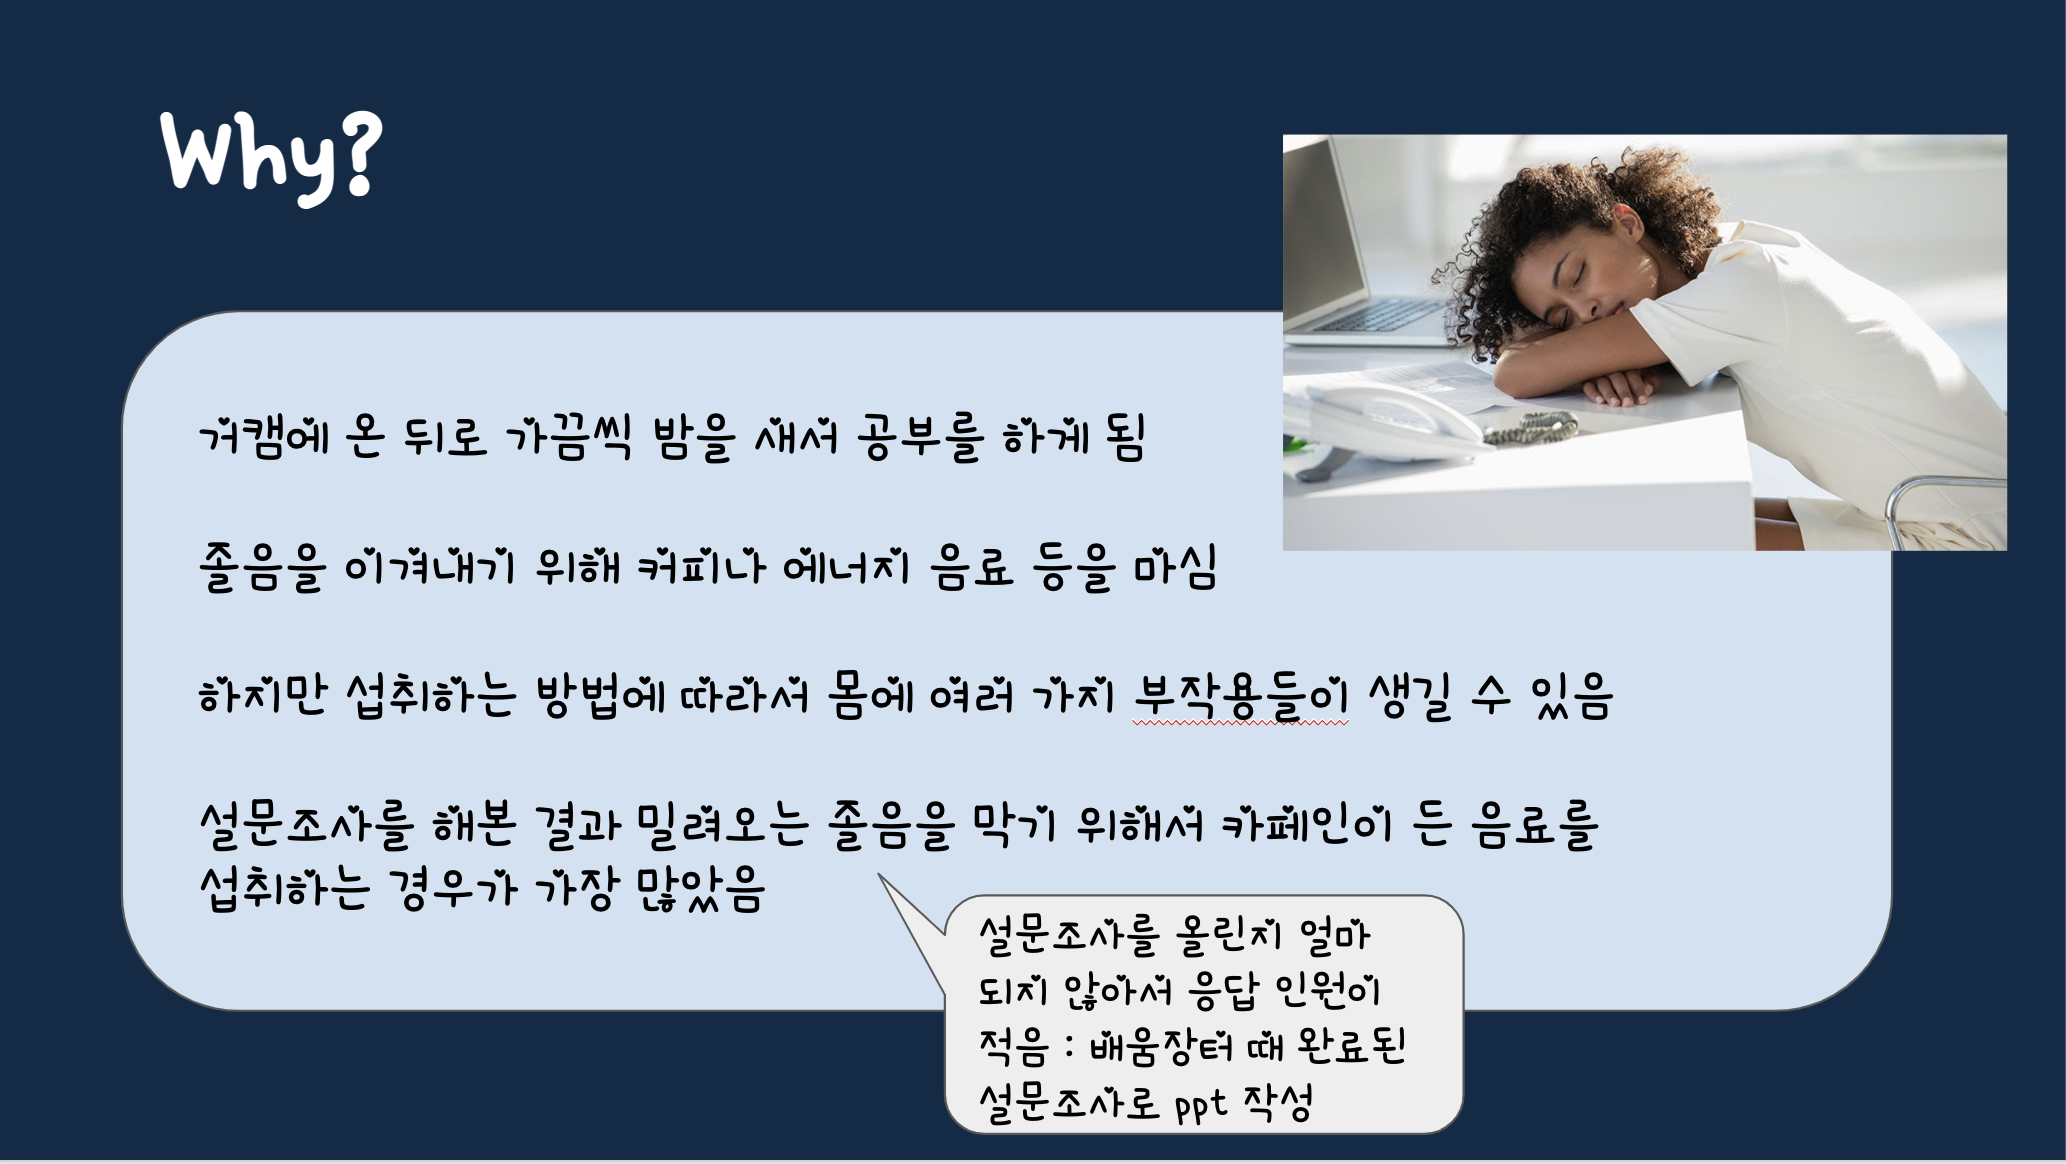 Why?
거캠에 온 뒤로 가끔씩 밤을 새서 공부를 하게 됨
졸음을 이겨내기 위해 커피나 에너지 음료 등을 마심
하지만 섭취하는 방법에 따라서 몸에 여러 가지 부작용들이 생길 수 있음
설문조사를 해본 결과 밀려오는 졸음을 막기 위해서 카페인이 든 음료를
섭취하는 경우가 가장 많았음
설문조사를 올린지 얼마
되지 않아서 응답 인원이
적음 : 배움장터 때 완료된
설문조사로 ppt 작성